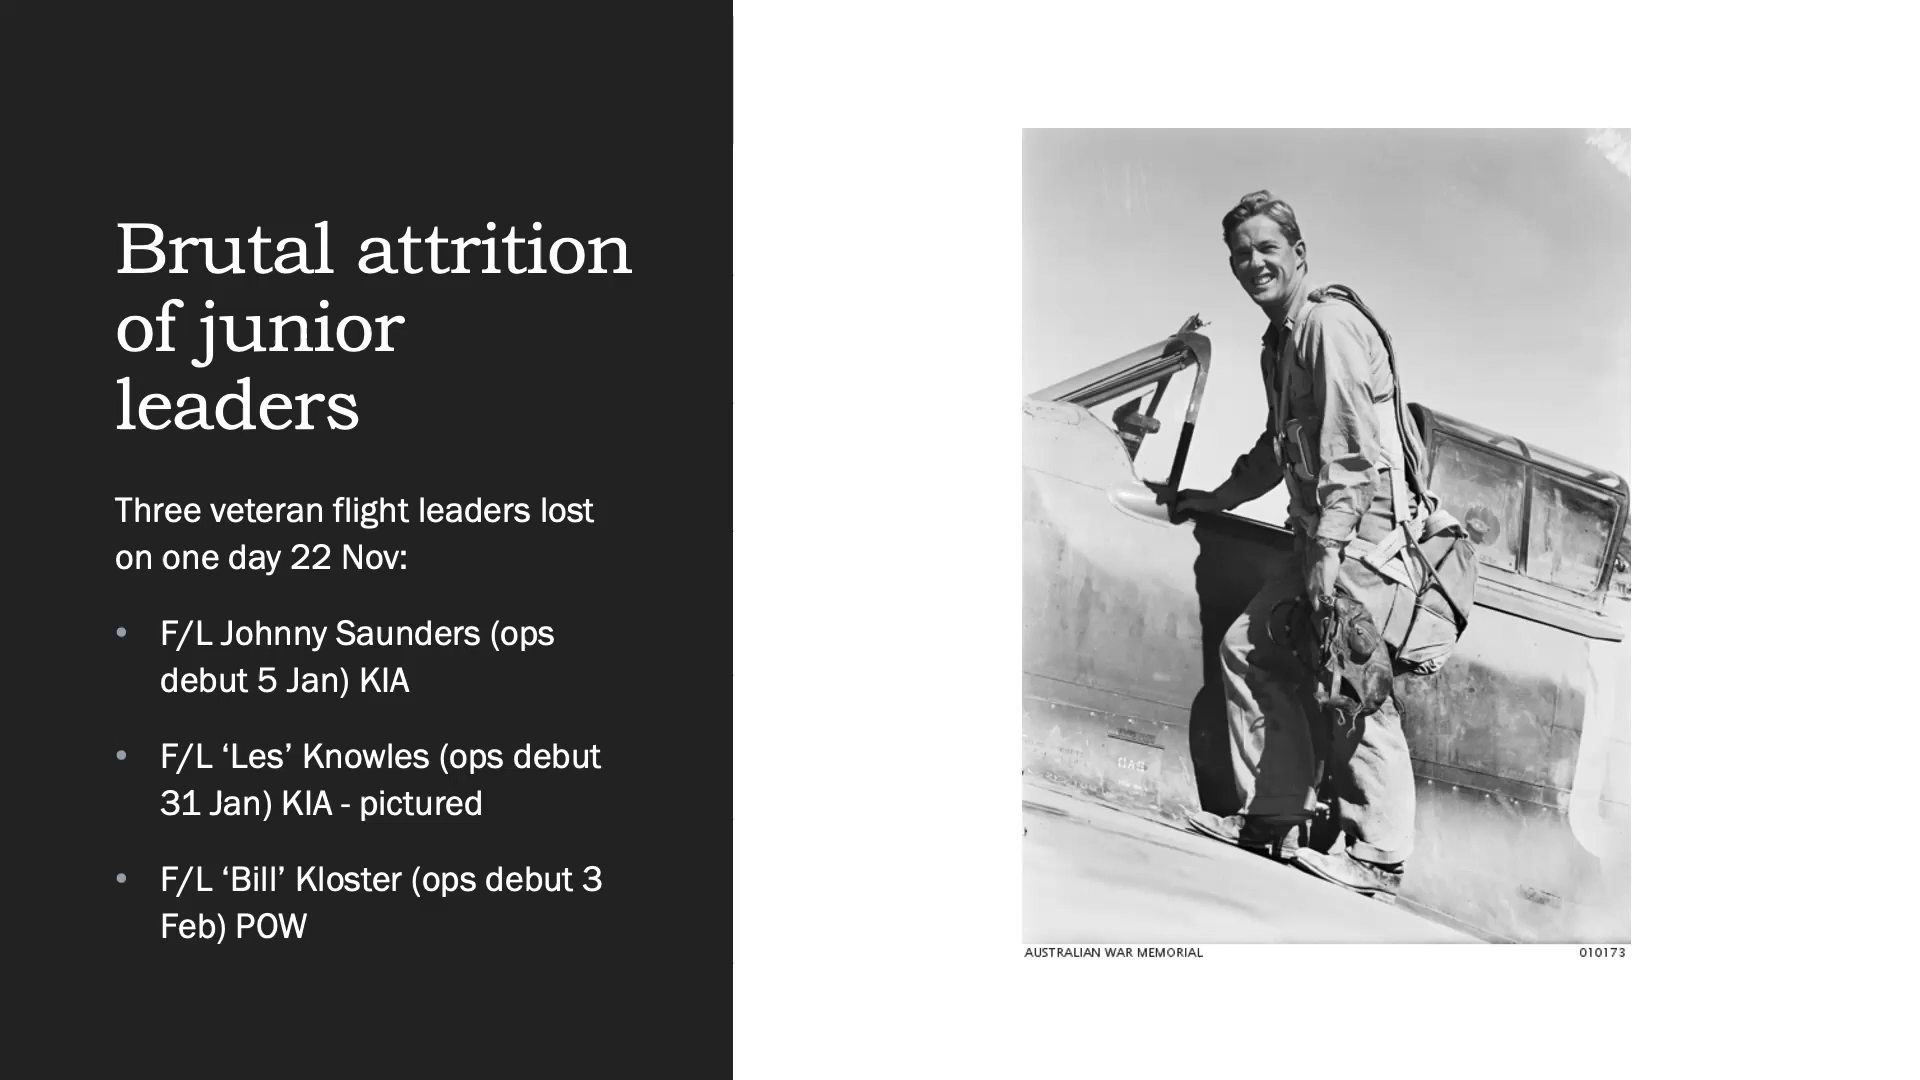 Brutal attrition
of junior
leaders
Three veteran flight leaders lost
on one day 22 Nov:
• F/L Johnny Saunders (ops
debut 5 Jan) KIA
• F/L ‘Les’ Knowles (ops debut
31 Jan) KIA - pictured
• F/L ‘Bill’ Kloster (ops debut 3
Feb) POW
GAS
AUSTRALIAN WAR MEMORIAL 010173